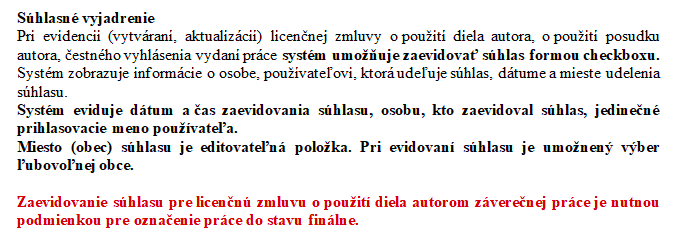 Súhlasné vyjadrenie
Pri evidencii (vytváraní, aktualizácii) licenčnej zmluvy o použití diela autora, o použití posudku
autora, čestného vyhlásenia vydaní práce systém umožňuje zaevidovať súhlas formou checkboxu.
Systém zobrazuje informácie o osobe, používateľovi, ktorá udeľuje súhlas, dátume a mieste udelenia
súhlasu.
Systém eviduje dátum a čas zaevidovania súhlasu, osobu, kto zaevidoval súhlas, jedinečné
prihlasovacie meno používateľa.
Miesto (obec) súhlasu je editovateľná položka. Pri evidovaní súhlasu je umožnený výber
ľubovoľnej obce.
Zaevidovanie súhlasu pre licenčnú zmluvu o použití diela autorom záverečnej práce je nutnou
podmienkou pre označenie práce do stavu finálne.